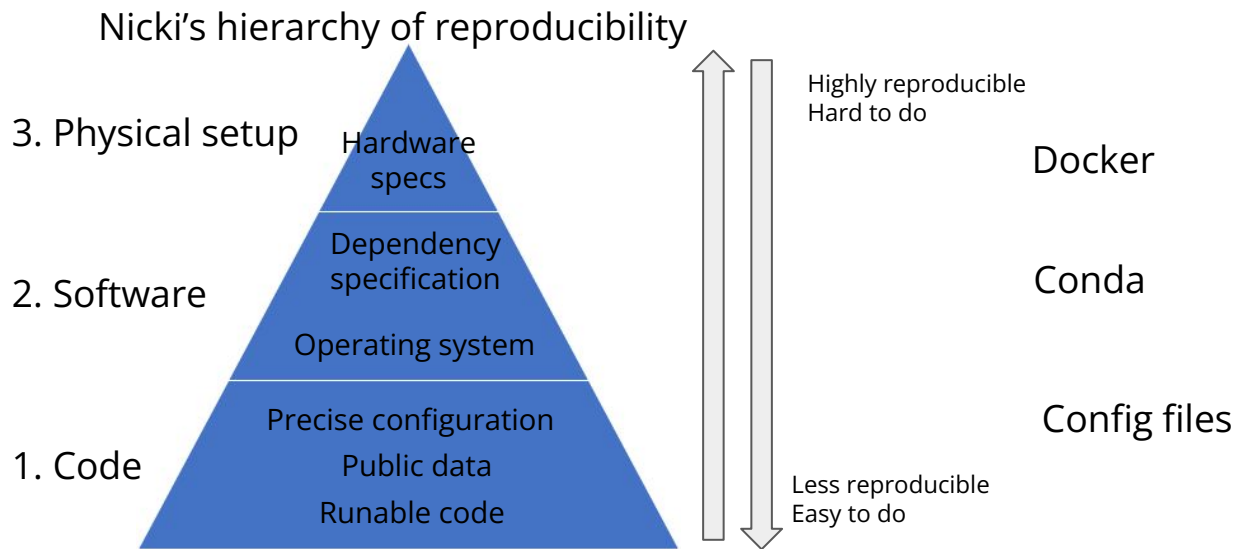 Nicki’s hierarchy of reproducibility
3. Physical setup
Hardware
specs
Highly reproducible
Hard to do
Docker
2. Software
Dependency
specification
Operating system
Conda
1. Code
Precise configuration
Public data
Runable code
Less reproducible
Easy to do
Config files